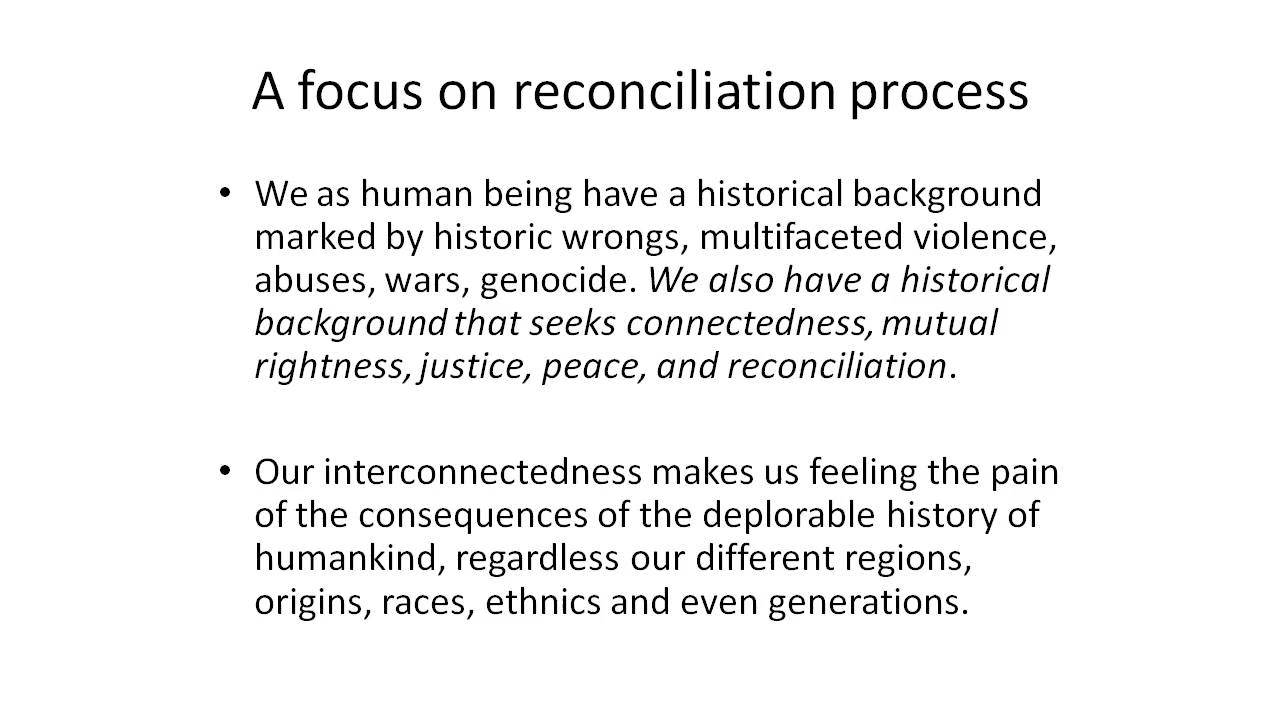 A focus on reconciliation process
• We as human being have a historical background
marked by historic wrongs, multifaceted violence,
abuses, wars, genocide. We also have a historical
background that seeks connectedness, mutual
rightness, justice, peace, and reconciliation.
• Our interconnectedness makes us feeling the pain
of the consequences of the deplorable history of
humankind, regardless our different regions,
origins, races, ethnics and even generations.